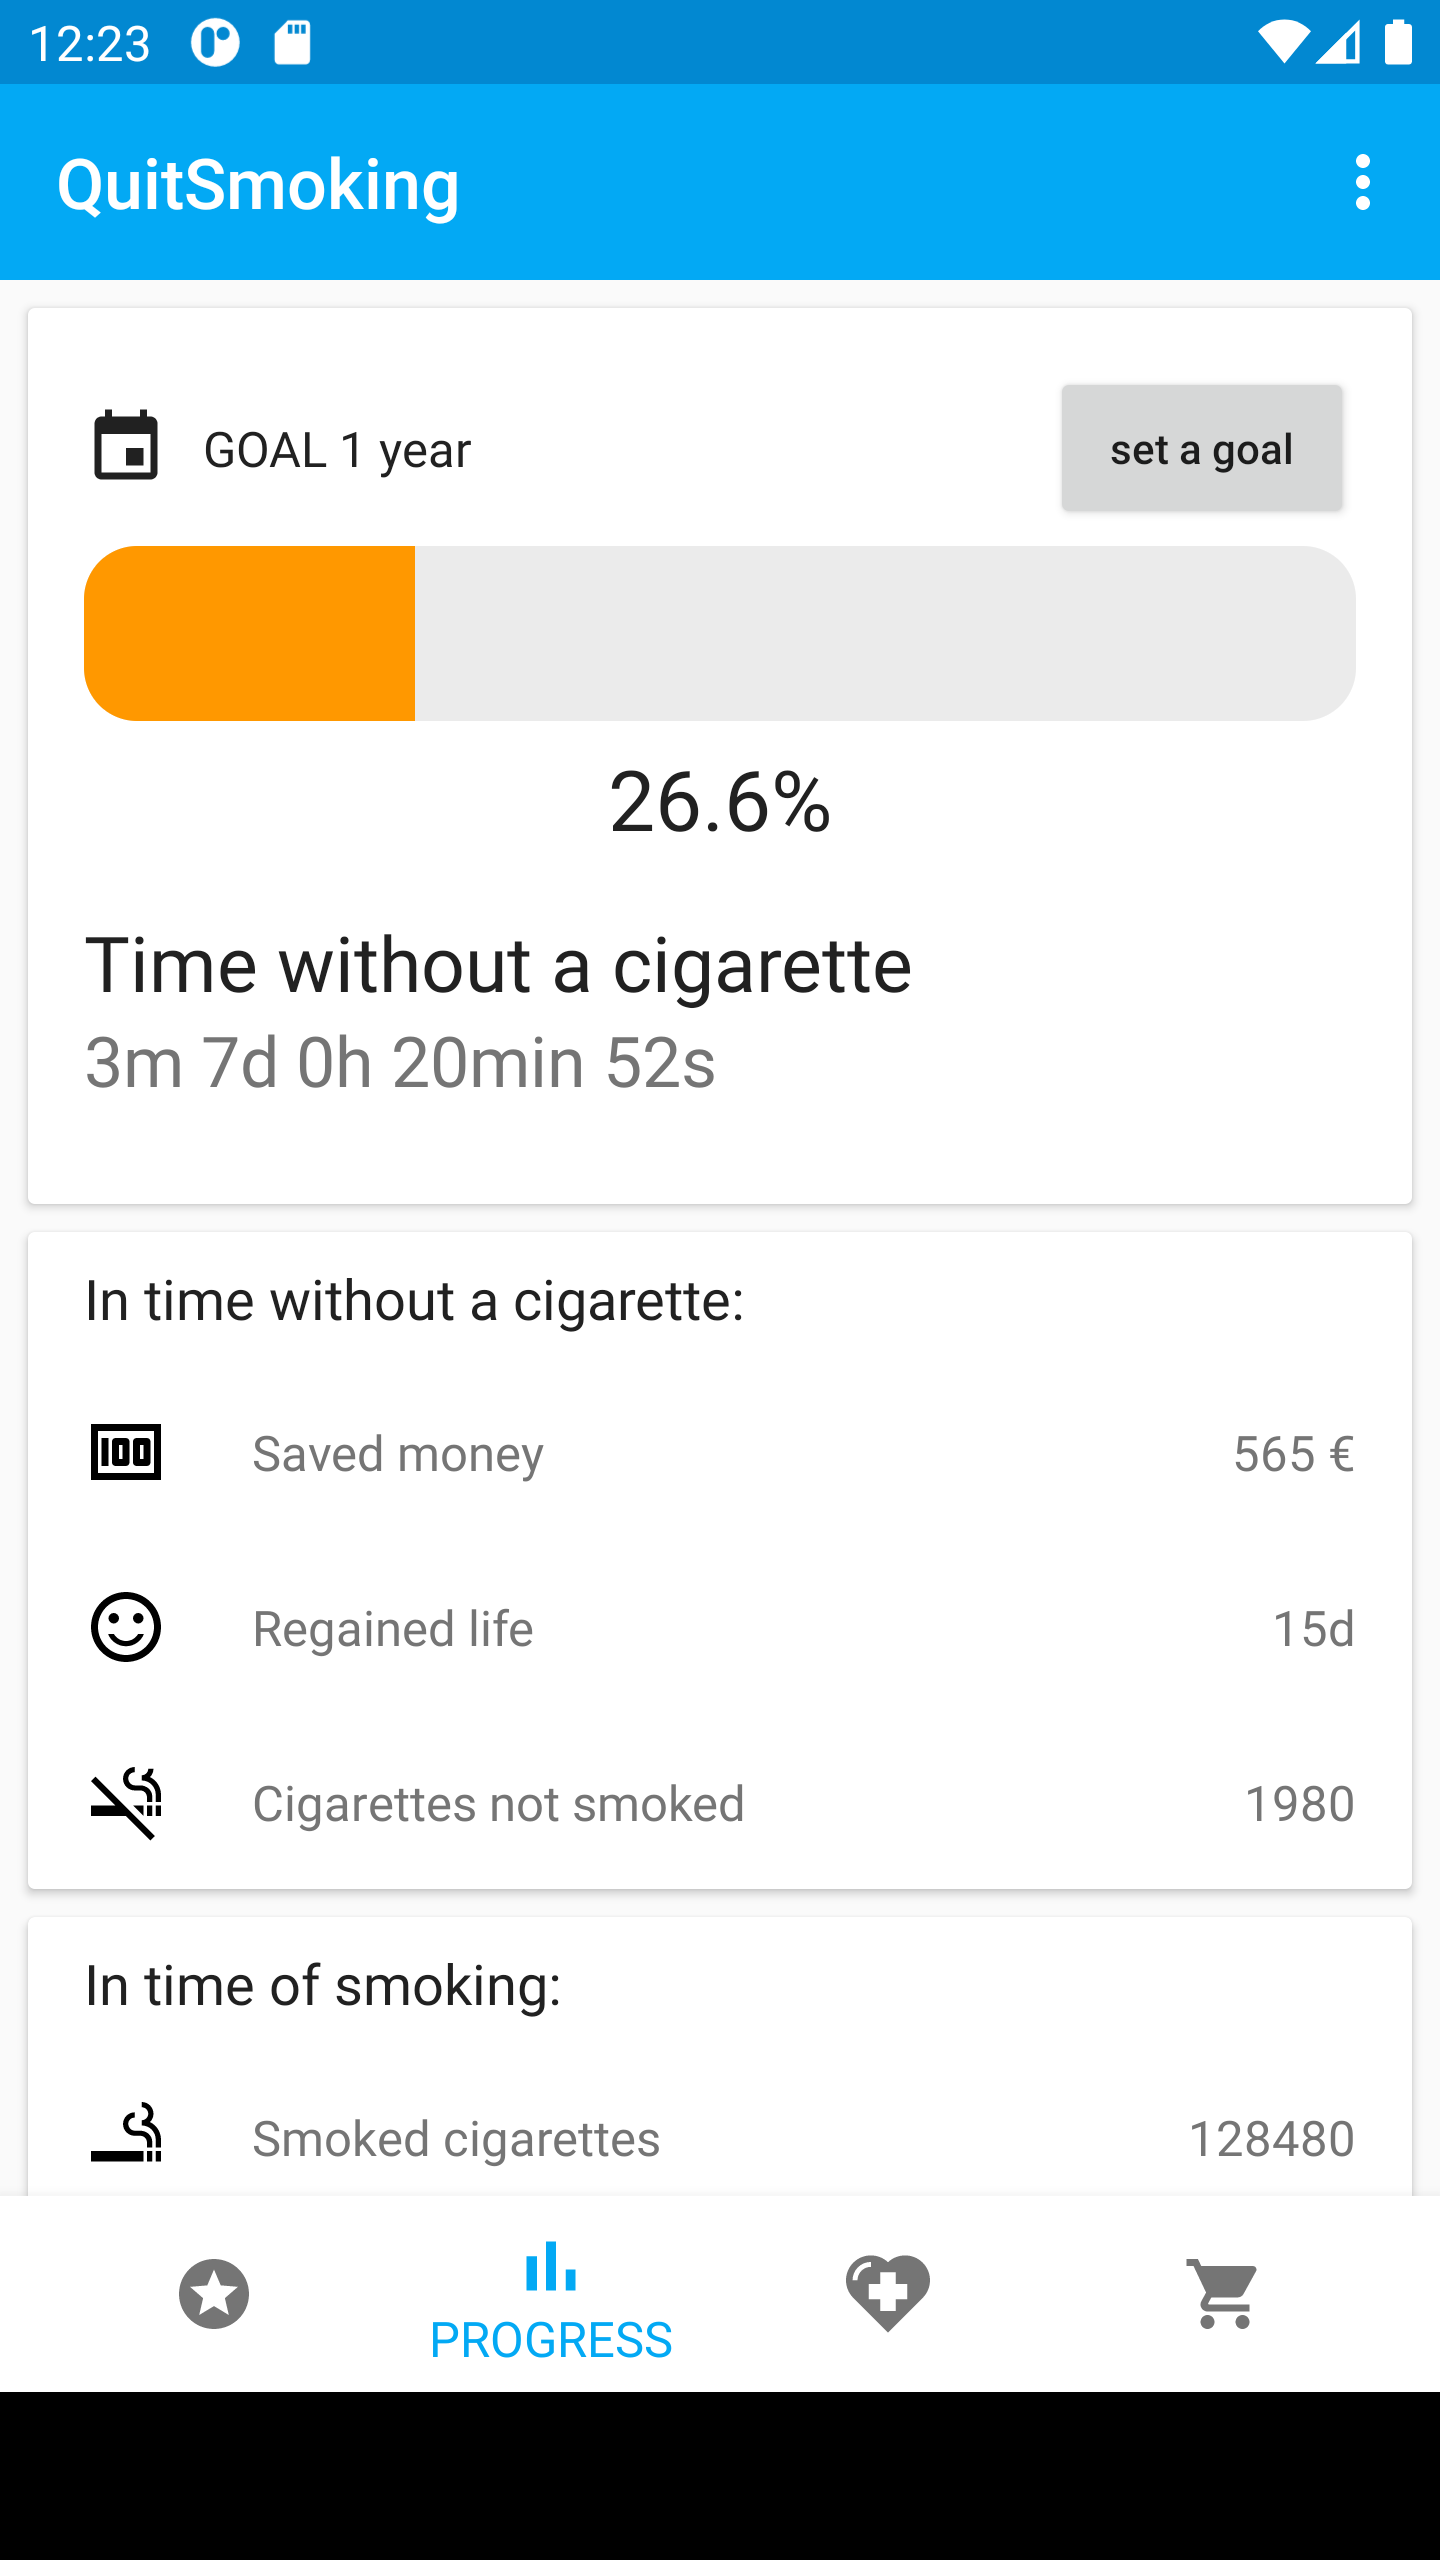 12:23
QuitSmoking
GOAL 1 year
set a goal
26.6%
Time without a cigarette
3m 7d 0h 20min 52s
In time without a cigarette:
Saved money 565 €
Regained life 15d
Cigarettes not smoked 1980
In time of smoking:
Smoked cigarettes 128480
PROGRESS